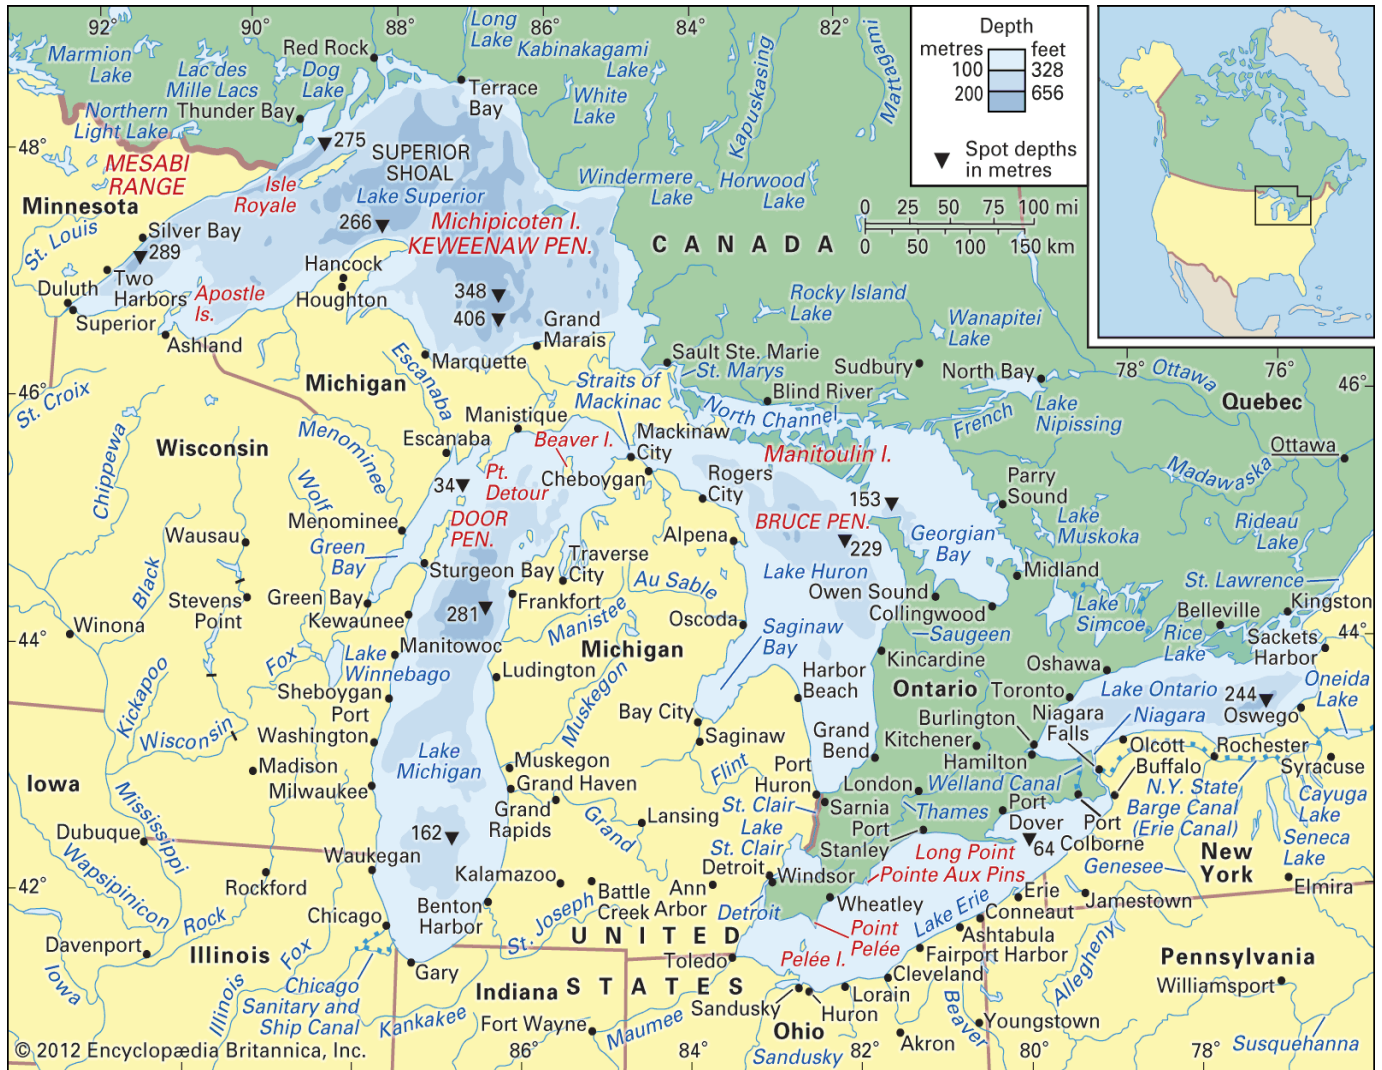 92°
90°
88°
86°
82°
Long
Lake
Kabinakagami
Lake
Mattagami
Kapuskasing
Marmion
Lake
Red Rock
Lac des
Mille Lacs
Dog
Lake
Terrace
Bay
White
Lake
Northern
Light Lake
Thunder Bay
48°
275
SUPERIOR
SHOAL
MESABI
RANGE
Isle
Royale
Lake Superior
Windermere
Lake
Horwood
Lake
Minnesota
266
Michipicoten I.
KEWEENAW PEN.
St. Louis
Silver Bay
289
CANADA
Two
Harbors
Hancock
Houghton
Duluth
Superior
Apostle
Is.
348
406
Rocky Island
Lake
Wanapitei
Lake
Ashland
Grand
Marais
Marquette
Sault Ste. Marie
St. Marys
Sudbury
North Bay
Depth
metres
feet
100
328
200
656
Spot depths
in metres
0
25
50
75
100 mi
0
50
100
150 km
78°
76°
46°
Ottawa
Quebec
46°
St. Croix
Michigan
Escanaba
Straits of
Mackinac
Blind River
North Channel
French
Lake
Nipissing
Manistique
Beaver I.
Mackinaw
City
Manitoulin I.
Ottawa
Madawaska
Wisconsin
Chippewa
Menominee
Escanaba
Cheboygan
Rogers
City
Parry
Sound
Wolf
34
Pt.
Detour
153
Lake
Muskoka
Rideau
Lake
Menominee
DOOR
PEN.
BRUCE PEN.
Georgian
Bay
Wausau
Alpena
229
Green
Bay
Sturgeon Bay
Traverse
City
Lake Huron
Midland
St. Lawrence
Black
Au Sable
Owen Sound
Collingwood
Lake
Simcoe
Belleville
Kingston
Stevens
Point
Green Bay
Kewaunee
281
Frankfort
Manistee
Oscoda
Saginaw
Bay
Saugeen
Rice
Lake
Sackets
Harbor
44°
Winona
44°
Manitowoc
Michigan
Fox
Lake
Winnebago
Ludington
Harbor
Beach
Kincardine
Oshawa
Oneida
Lake
Kickapoo
Sheboygan
Muskegon
Ontario
Toronto
Lake Ontario
244
Oswego
Port
Washington
Bay City
Burlington
Niagara
Falls
Niagara
Wisconsin
Lake
Michigan
Saginaw
Grand
Bend
Kitchener
Hamilton
Olcott
Rochester
Madison
Muskegon
Flint
Port
Huron
London
Welland Canal
Buffalo
Syracuse
Iowa
Milwaukee
Grand Haven
Grand
Rapids
Sarnia
Thames
Port
Dover
N.Y. State
Barge Canal
(Erie Canal)
Cayuga
Lake
Mississippi
Grand
Lansing
St. Clair
Lake
St. Clair
Port
Stanley
Port
Colborne
Dubuque
162
64
Seneca
Lake
Waukegan
Long Point
Pointe Aux Pins
Genesee
New
York
Wapsipinicon
Kalamazoo
Detroit
Windsor
42°
Rockford
Battle
Creek
Ann
Arbor
Erie
Jamestown
Elmira
Benton
Harbor
Detroit
Wheatley
Lake Erie
Conneaut
Chicago
St. Joseph
Rock
UNITED
Point
Pelée
Ashtabula
Davenport
Illinois
Fox
Toledo
Pelée I.
Fairport Harbor
Allegheny
Pennsylvania
Gary
Cleveland
Iowa
Illinois
Chicago
Sanitary and
Ship Canal
Indiana
STATES
Sandusky
Lorain
Huron
Williamsport
Kankakee
Fort Wayne
Maumee
Ohio
Beaver
Youngstown
Akron
Sandusky
Susquehanna
© 2012 Encyclopædia Britannica, Inc.
86°
84°
82°
80°
78°